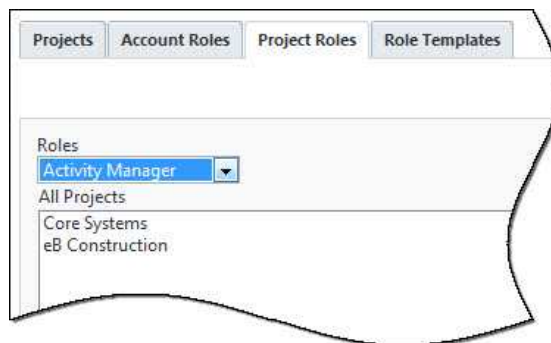 Projects Account Roles Project Roles Role Templates
Roles
Activity Manager
All Projects
Core Systems
eB Construction